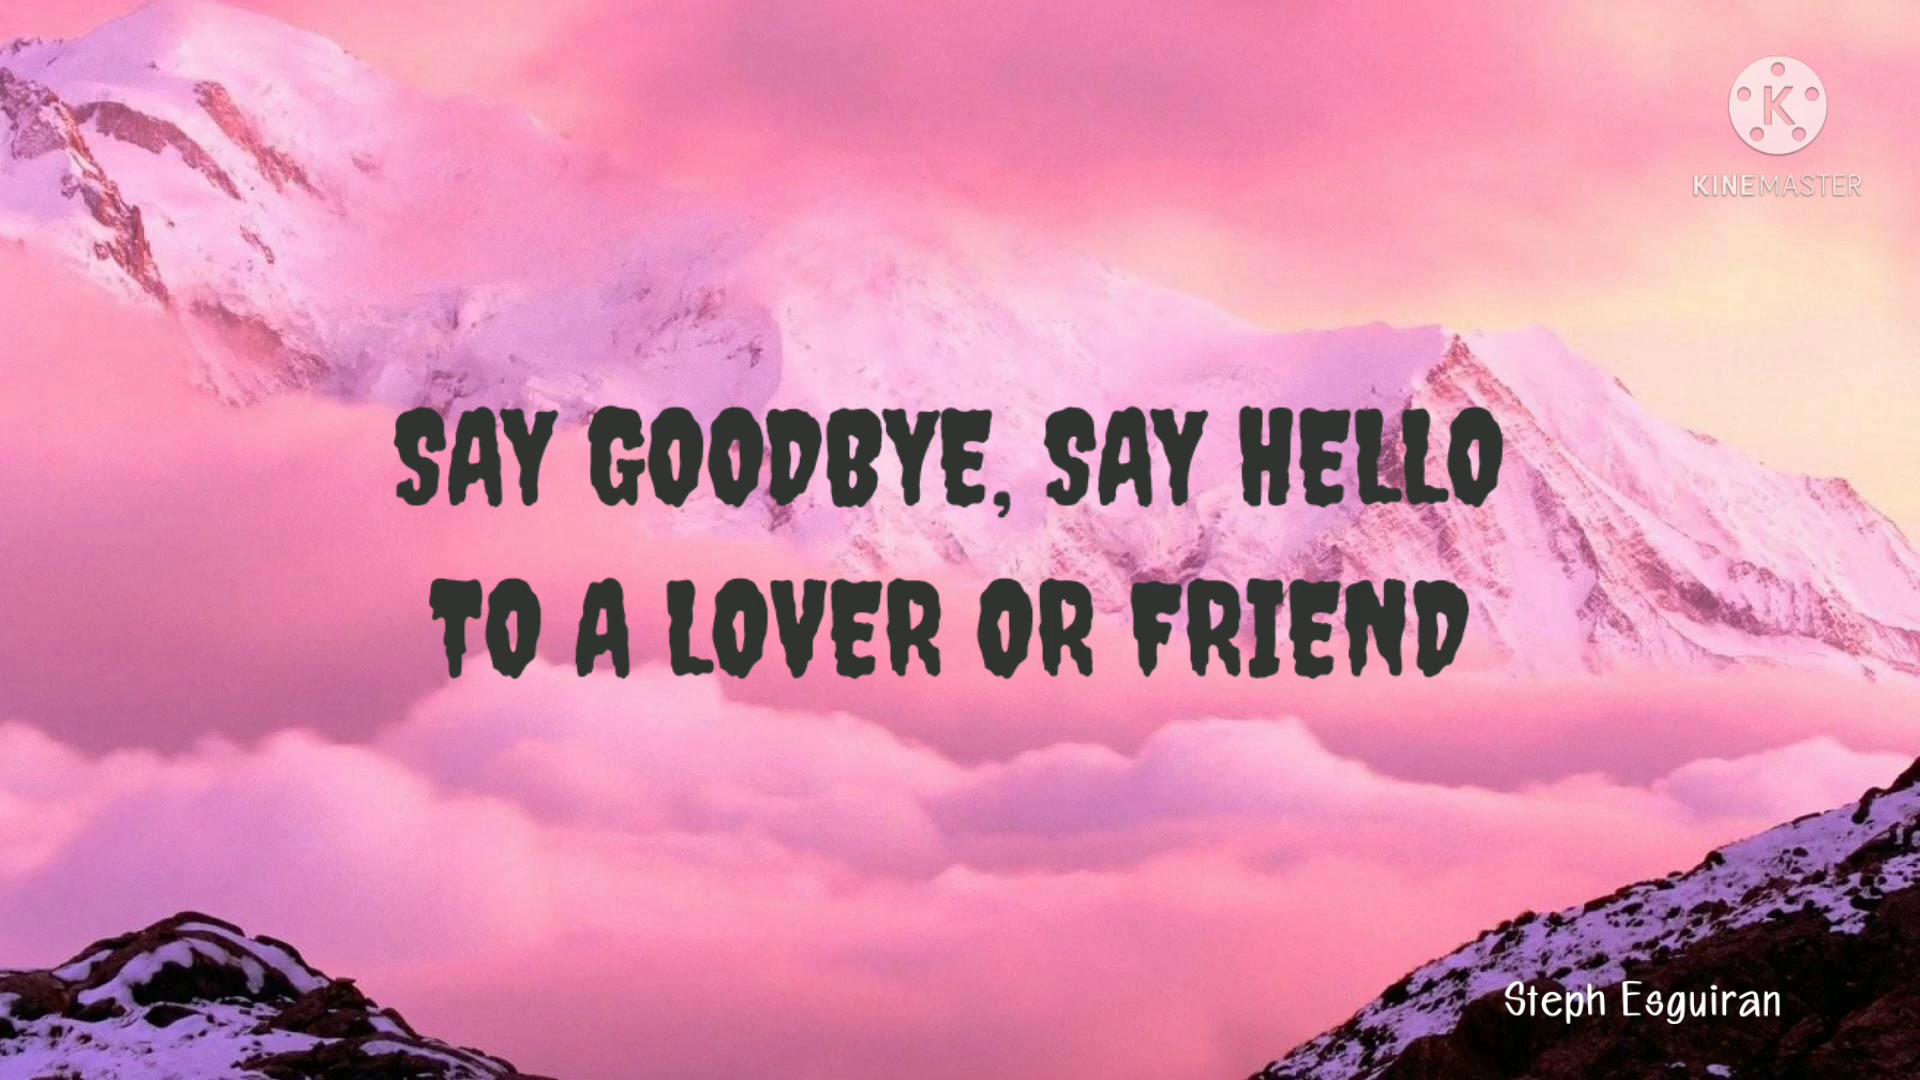 KINEMASTER
SAY GOODBYE, SAY HELLO
TO A LOVER OR FRIEND
Steph Esguiran